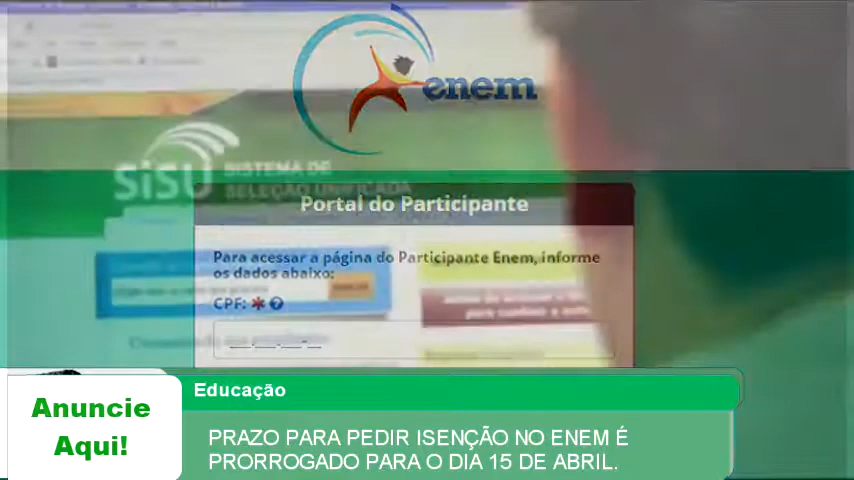 enem
SiSU SISTEMA DE
SELEÇÃO UNIFICADA
Portal do Participante
Para acessar a página do Participante Enem, informe
os dados abaixo:
CPF: *
Educação
Anuncie
Aqui!
PRAZO PARA PEDIR ISENÇÃO NO ENEM É
PRORROGADO PARA O DIA 15 DE ABRIL.